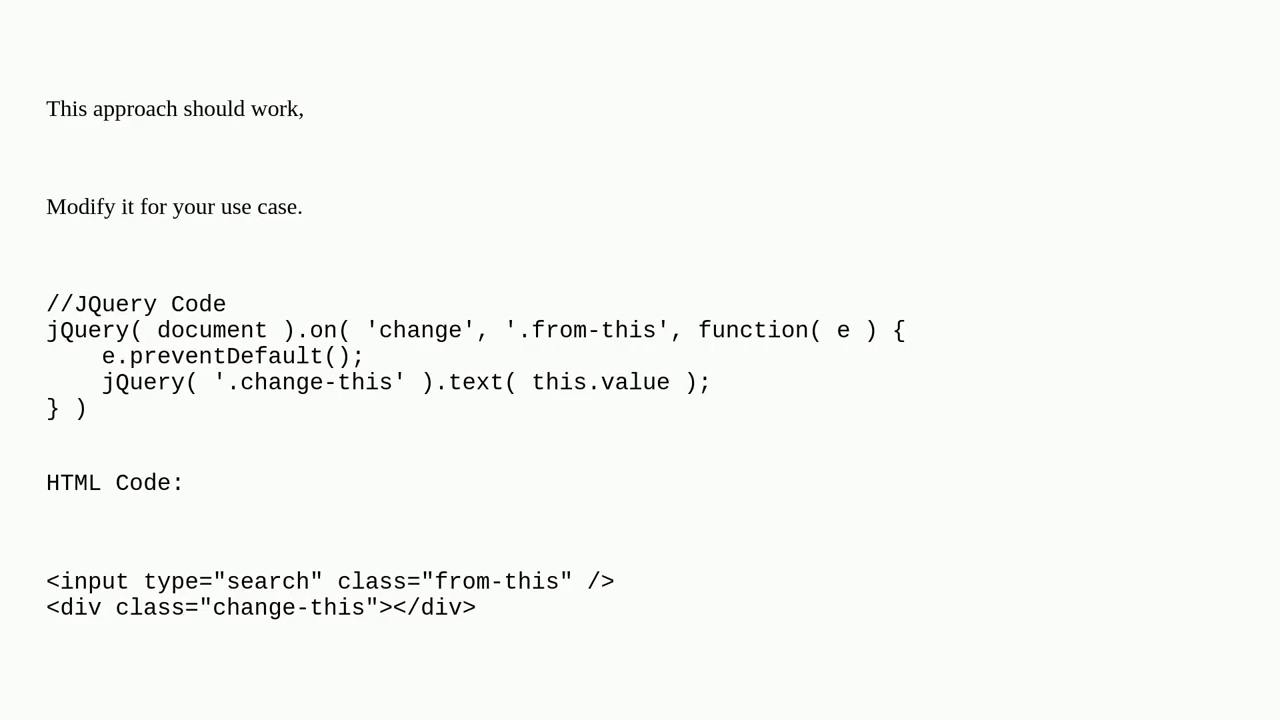 This approach should work,
Modify it for your use case.
//JQuery Code
jQuery( document ).on( 'change', '.from-this', function( e ) {
    e.preventDefault();
    jQuery( '.change-this' ).text( this.value );
} )
HTML Code:
<input type="search" class="from-this" />
<div class="change-this"></div>